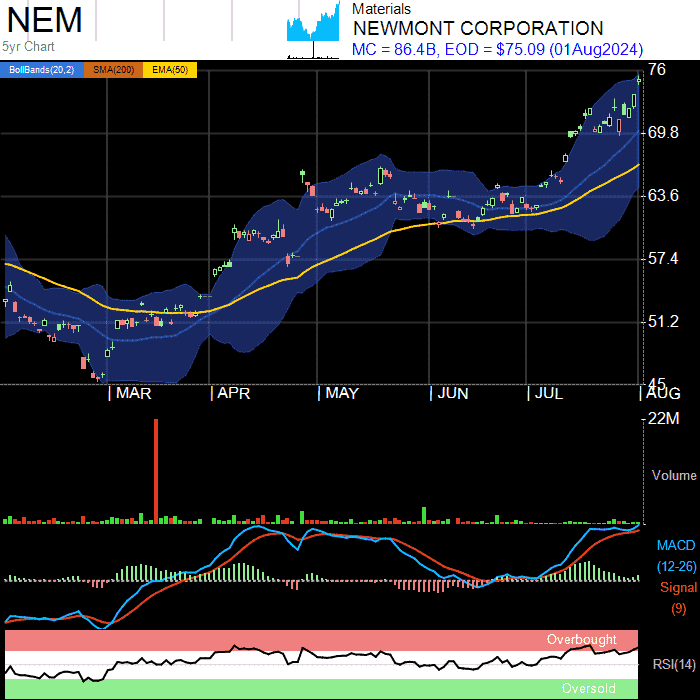 NEM
5yr Chart
Materials
NEWMONT CORPORATION
MC = 86.4B, EOD = $75.09 (01Aug2024)
BollBands(20,2) SMA(200) EMA(50)
76
69.8
63.6
57.4
51.2
45
MAR APR MAY JUN JUL AUG
22M
Volume
MACD
(12-26)
Signal
(9)
Overbought
RSI(14)
Oversold